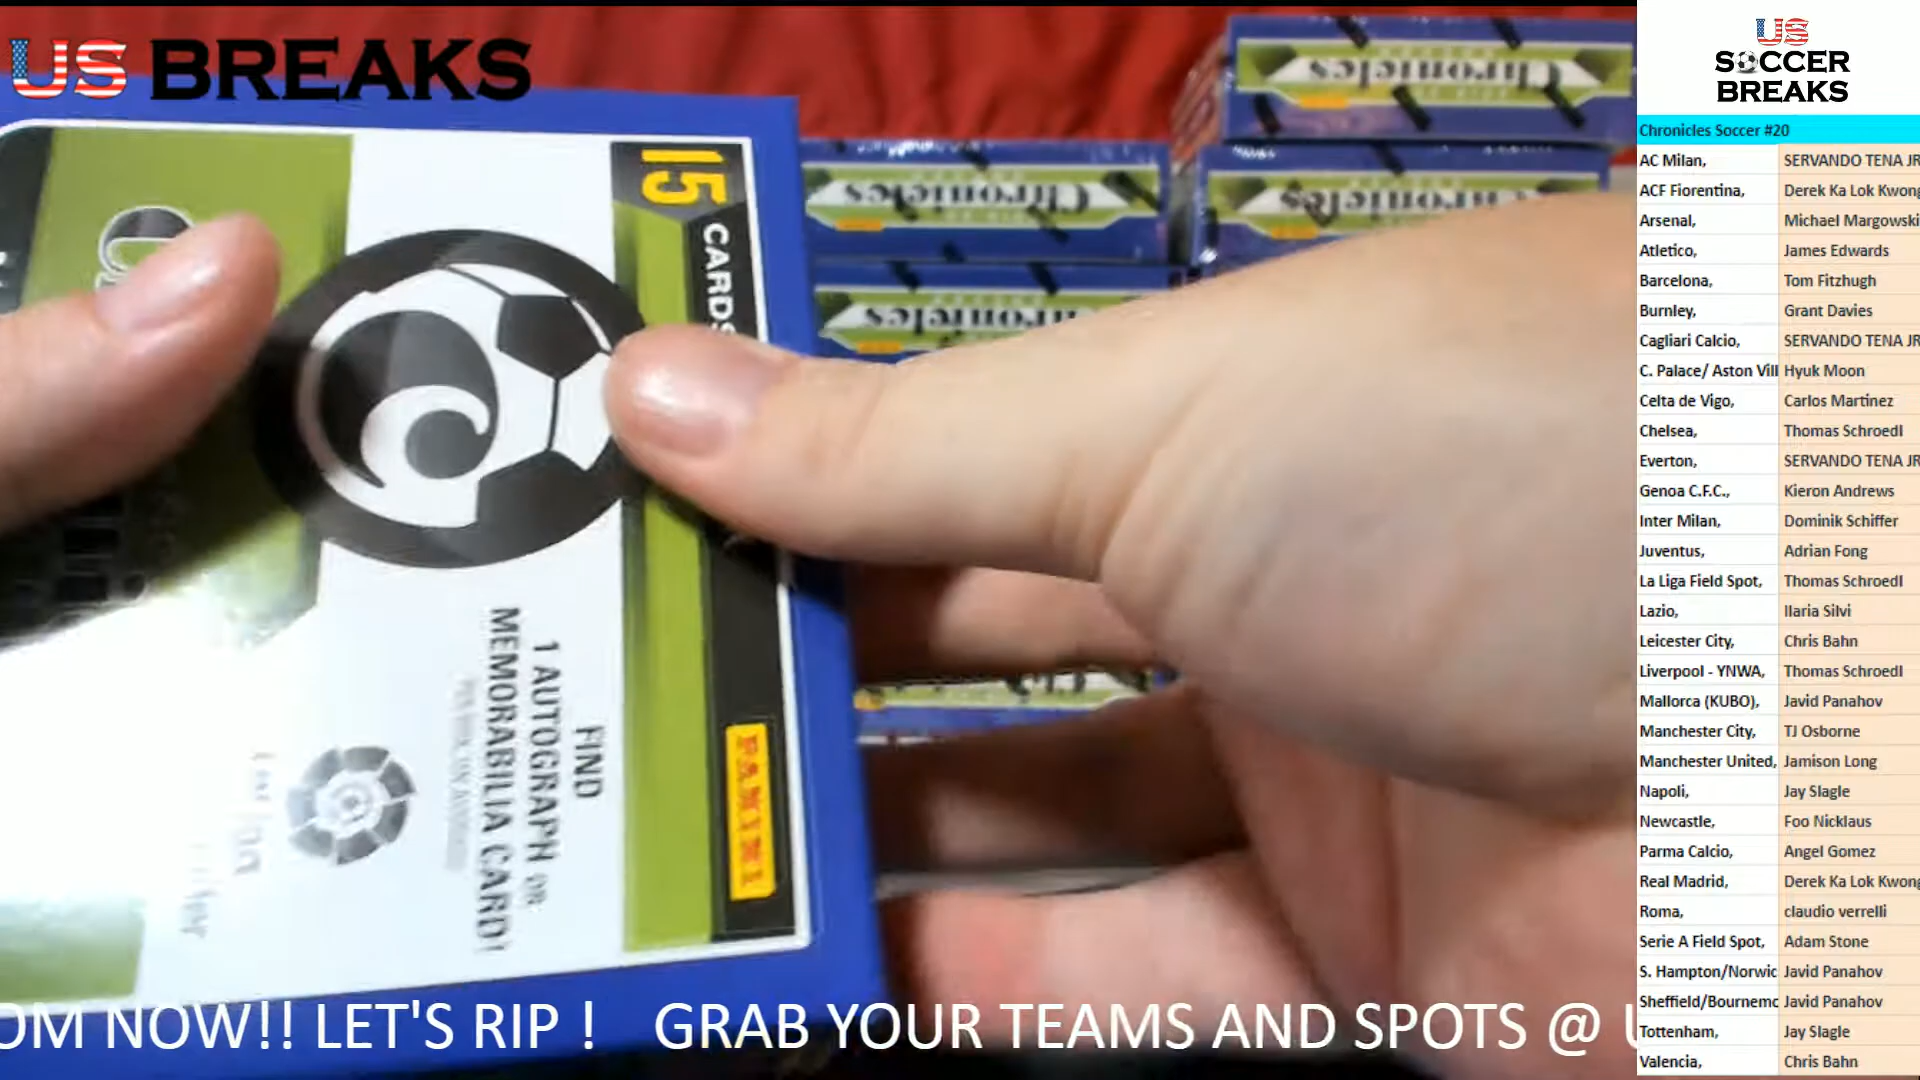 US BREAKS
15
CARDS
FIND
1 AUTOGRAPH OR
MEMORABILIA CARD!
PANINI
Chronicles
Chronicles
Chronicles
Chronicles
OM NOW!! LET'S RIP !    GRAB YOUR TEAMS AND SPOTS @ U
US
SOCCER
BREAKS
Chronicles Soccer #20
AC Milan, SERVANDO TENA JR
ACF Fiorentina, Derek Ka Lok Kwong
Arsenal, Michael Margowski
Atletico, James Edwards
Barcelona, Tom Fitzhugh
Burnley, Grant Davies
Cagliari Calcio, SERVANDO TENA JR
C. Palace/ Aston Vill Hyuk Moon
Celta de Vigo, Carlos Martinez
Chelsea, Thomas Schroedl
Everton, SERVANDO TENA JR
Genoa C.F.C., Kieron Andrews
Inter Milan, Dominik Schiffer
Juventus, Adrian Fong
La Liga Field Spot, Thomas Schroedl
Lazio, Ilaria Silvi
Leicester City, Chris Bahn
Liverpool - YNWA, Thomas Schroedl
Mallorca (KUBO), Javid Panahov
Manchester City, TJ Osborne
Manchester United, Jamison Long
Napoli, Jay Slagle
Newcastle, Foo Nicklaus
Parma Calcio, Angel Gomez
Real Madrid, Derek Ka Lok Kwong
Roma, claudio verrelli
Serie A Field Spot, Adam Stone
S. Hampton/Norwic Javid Panahov
Sheffield/Bournemo Javid Panahov
Tottenham, Jay Slagle
Valencia, Chris Bahn